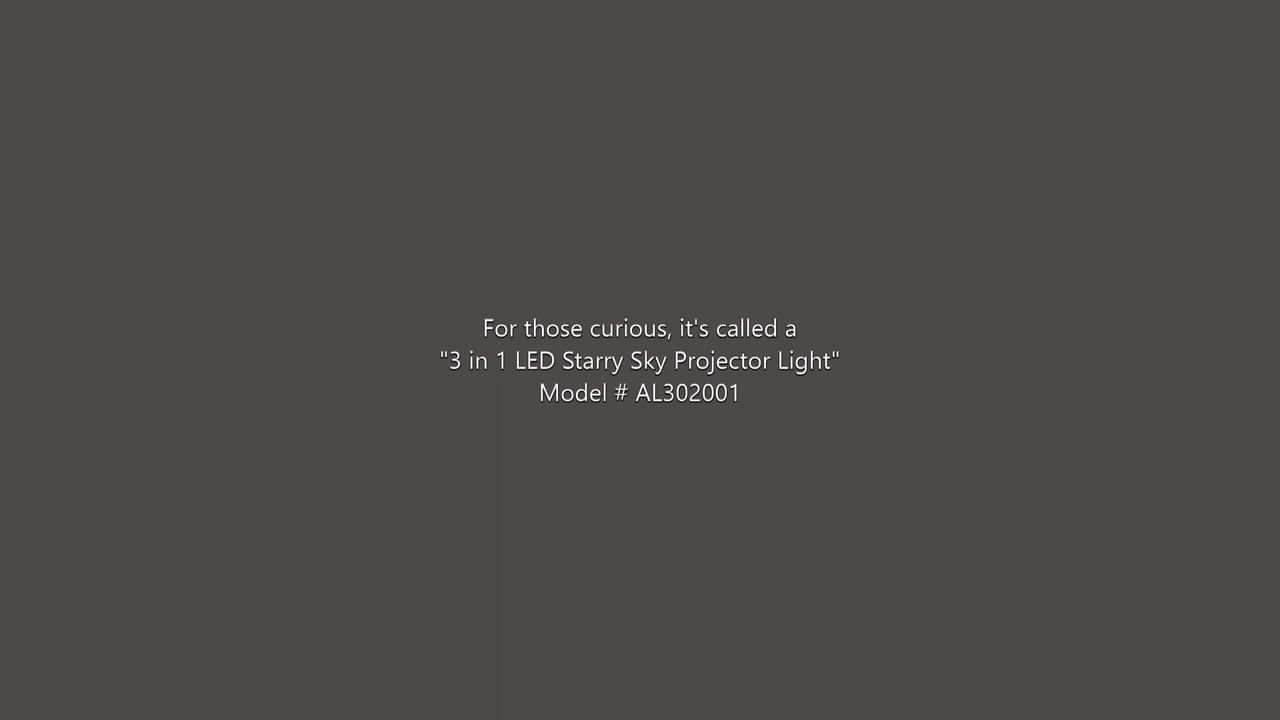 For those curious, it's called a
"3 in 1 LED Starry Sky Projector Light"
Model # AL302001